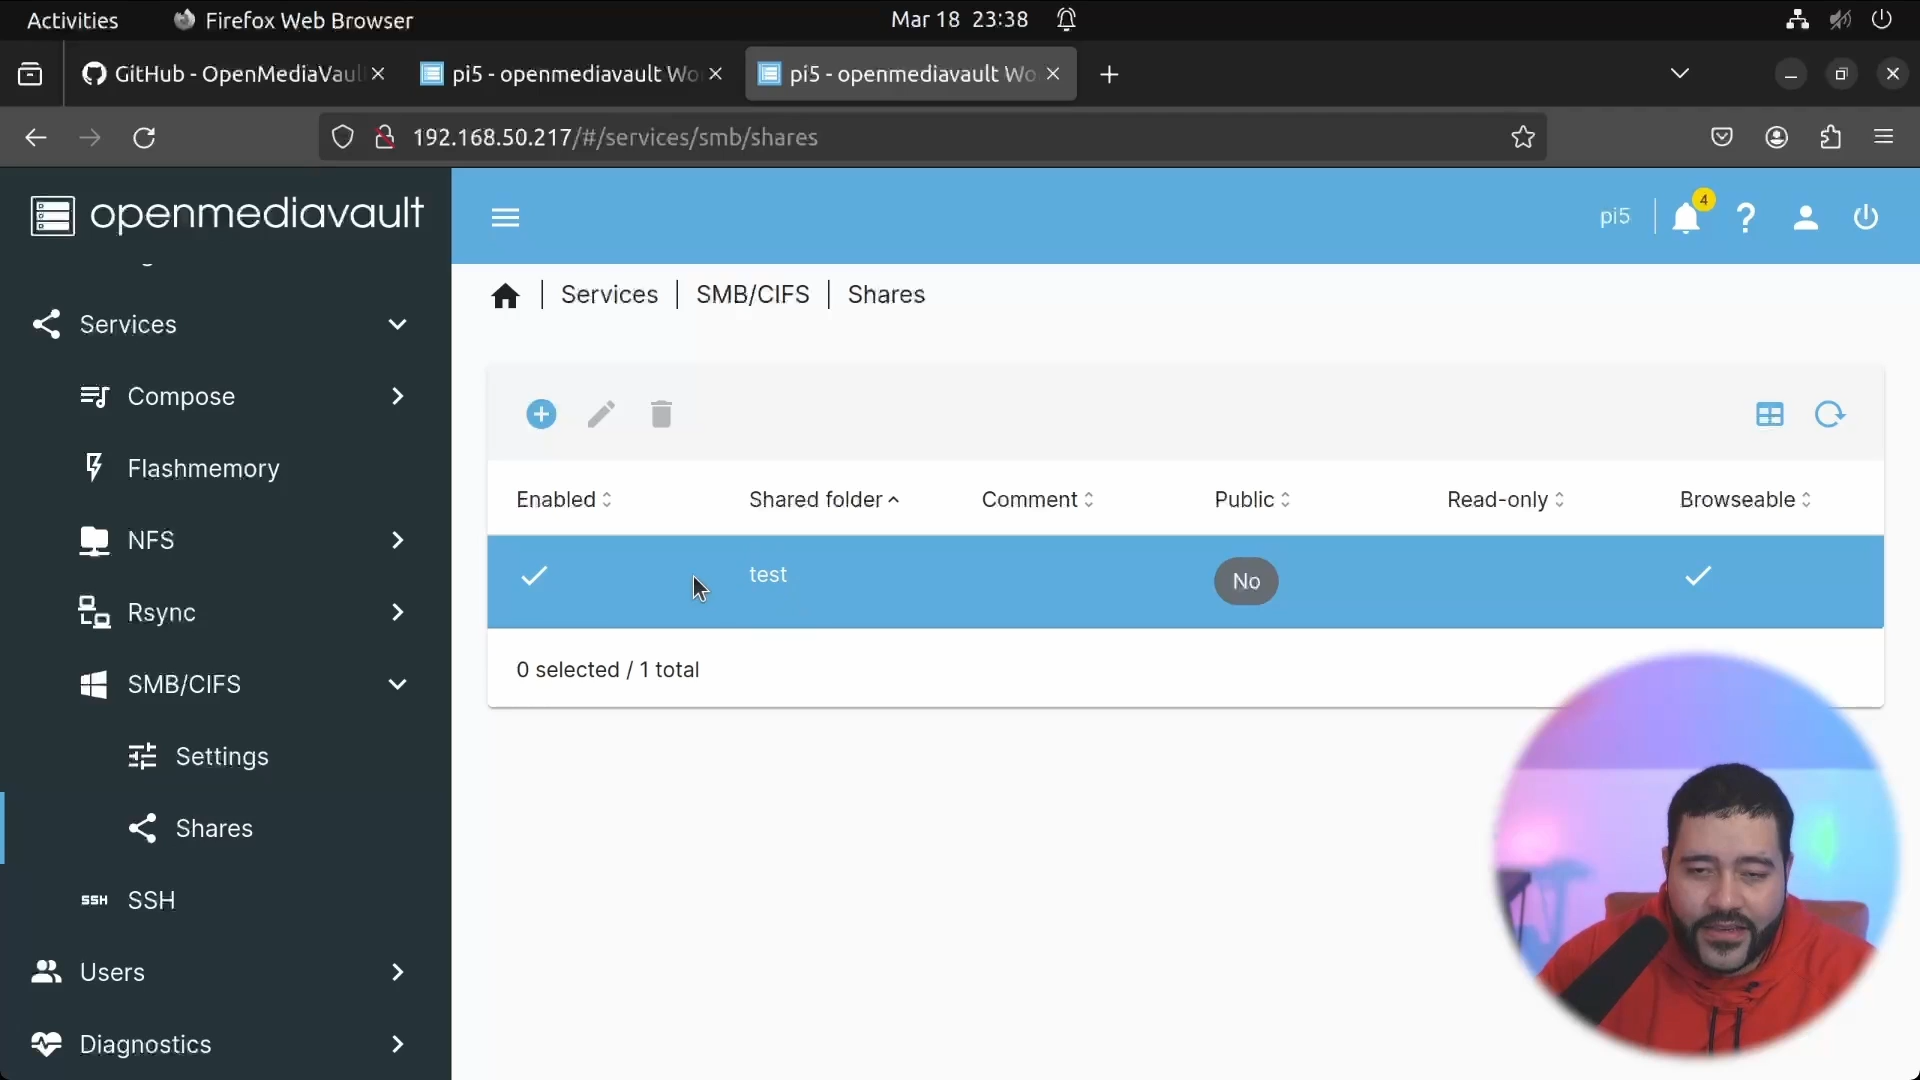 Activities Firefox Web Browser Mar 18 23:38
GitHub - OpenMediaVaul pi5 - openmediavault Wo pi5 - openmediavault Wo
192.168.50.217/#/services/smb/shares
openmediavault
pi5 4
Services | SMB/CIFS | Shares
Services
Compose
Flashmemory
NFS
Rsync
SMB/CIFS
Settings
Shares
SSH SSH
Users
Diagnostics
Enabled Shared folder Comment Public Read-only Browseable
test No
0 selected / 1 total